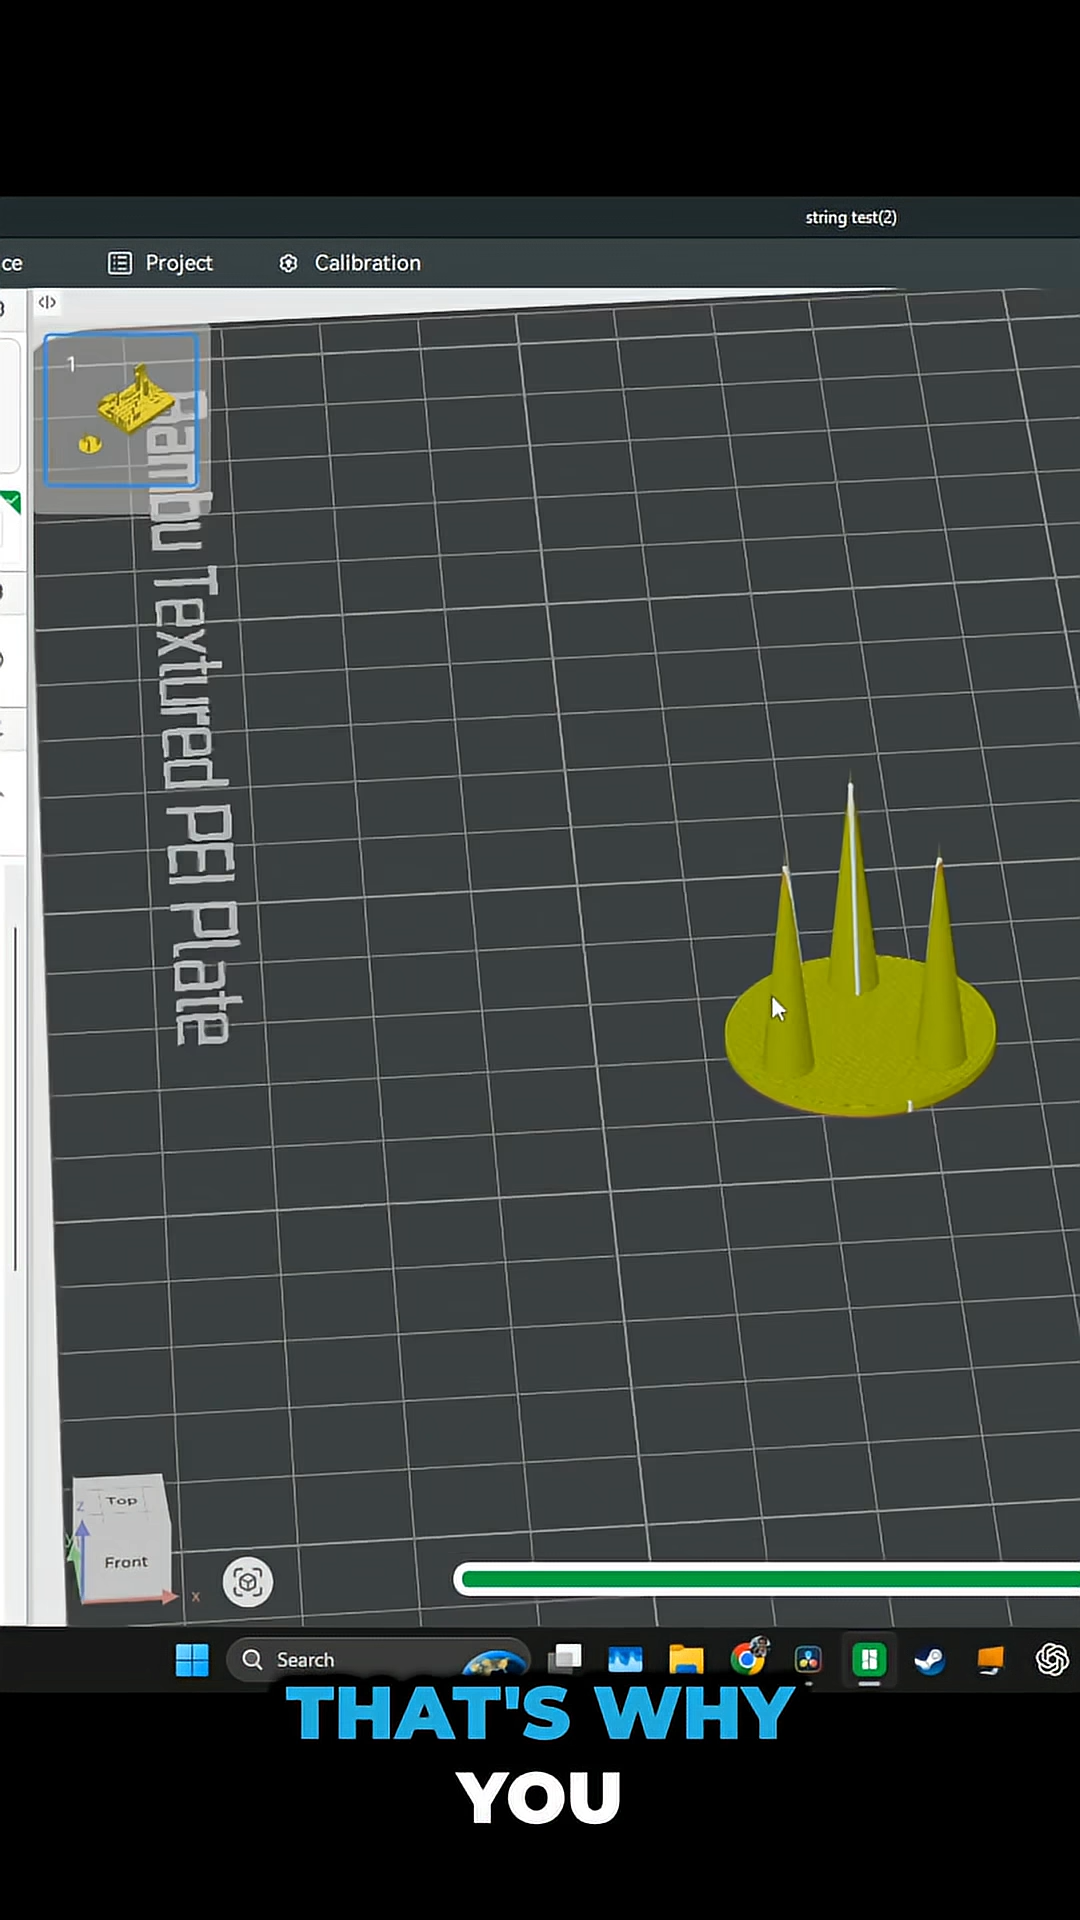 string test(2)
ce
Project
Calibration
1
Bambu Textured PEI Plate
Top
Front
z
x
Search
THAT'S WHY
YOU